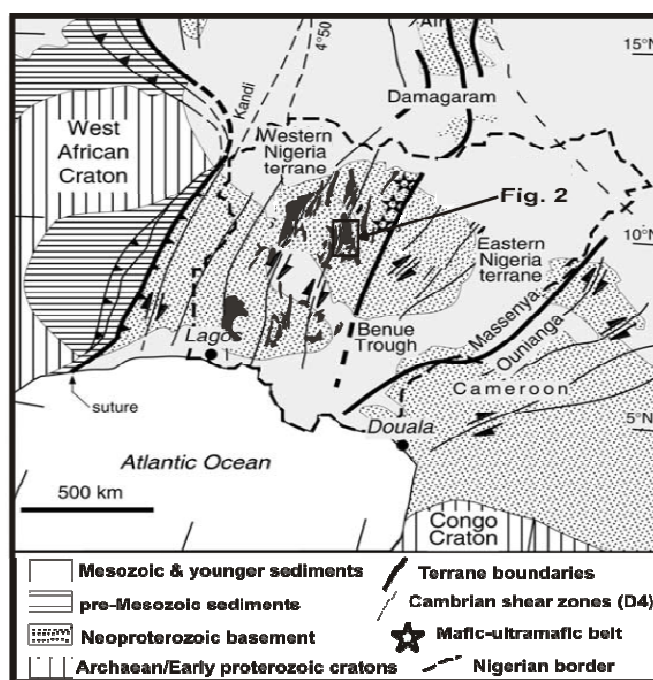 Air
15°N
4°50
Kandi
Damagaram
West
African
Craton
Western
Nigeria
terrane
Fig. 2
10°N
Eastern
Nigeria
terrane
Massenya
Ounianga
Benue
Trough
Lagos
Cameroon
suture
Douala
5°N
Atlantic Ocean
500 km
Congo
Craton
Mesozoic & younger sediments
Terrane boundaries
pre-Mesozoic sediments
Cambrian shear zones (D4)
Neoproterozoic basement
Mafic-ultramafic belt
Archaean/Early proterozoic cratons
Nigerian border